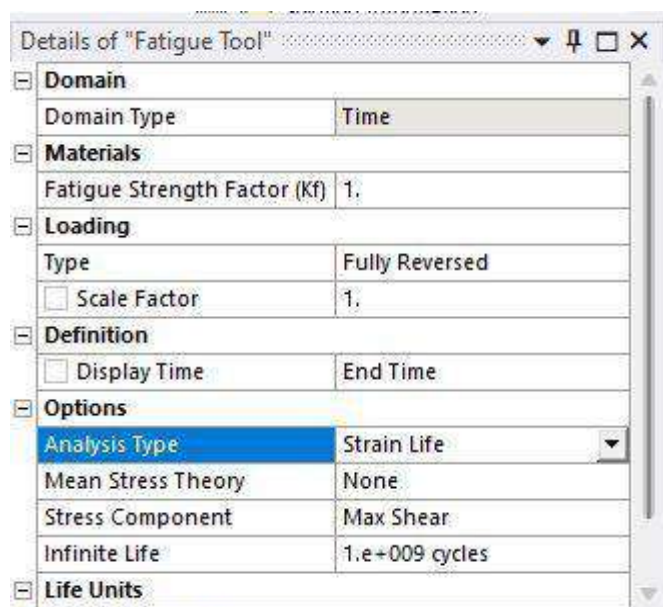 Details of "Fatigue Tool"
Domain
Domain Type Time
Materials
Fatigue Strength Factor (Kf) 1.
Loading
Type Fully Reversed
Scale Factor 1.
Definition
Display Time End Time
Options
Analysis Type Strain Life
Mean Stress Theory None
Stress Component Max Shear
Infinite Life 1.e+009 cycles
Life Units